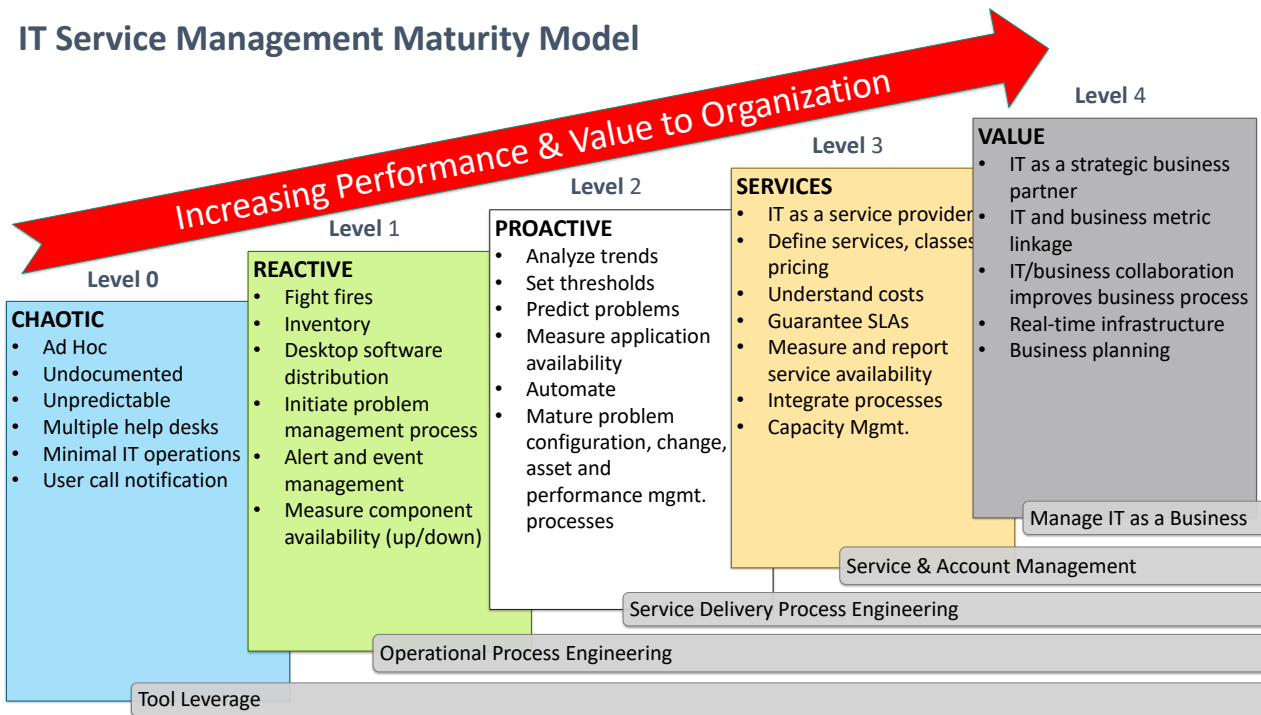 IT Service Management Maturity Model
Increasing Performance & Value to Organization
Level 0
CHAOTIC
• Ad Hoc
• Undocumented
• Unpredictable
• Multiple help desks
• Minimal IT operations
• User call notification
Level 1
REACTIVE
• Fight fires
• Inventory
• Desktop software
distribution
• Initiate problem
management process
• Alert and event
management
• Measure component
availability (up/down)
Level 2
PROACTIVE
• Analyze trends
• Set thresholds
• Predict problems
• Measure application
availability
• Automate
• Mature problem
configuration, change,
asset and
performance mgmt.
processes
Level 3
SERVICES
• IT as a service provider
• Define services, classes
pricing
• Understand costs
• Guarantee SLAs
• Measure and report
service availability
• Integrate processes
• Capacity Mgmt.
Level 4
VALUE
• IT as a strategic business
partner
• IT and business metric
linkage
• IT/business collaboration
improves business process
• Real-time infrastructure
• Business planning
Manage IT as a Business
Service & Account Management
Service Delivery Process Engineering
Operational Process Engineering
Tool Leverage